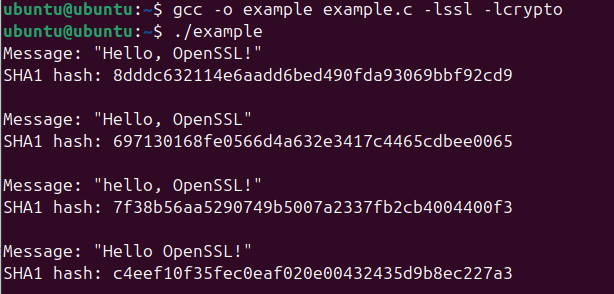 ubuntu@ubuntu:~$ gcc -o example example.c -lssl -lcrypto
ubuntu@ubuntu:~$ ./example
Message: "Hello, OpenSSL!"
SHA1 hash: 8dddc632114e6aadd6bed490fda93069bbf92cd9
Message: "Hello, OpenSSL"
SHA1 hash: 697130168fe0566d4a632e3417c4465cdbee0065
Message: "hello, OpenSSL!"
SHA1 hash: 7f38b56aa5290749b5007a2337fb2cb4004400f3
Message: "Hello OpenSSL!"
SHA1 hash: c4eef10f35fec0eaf020e00432435d9b8ec227a3